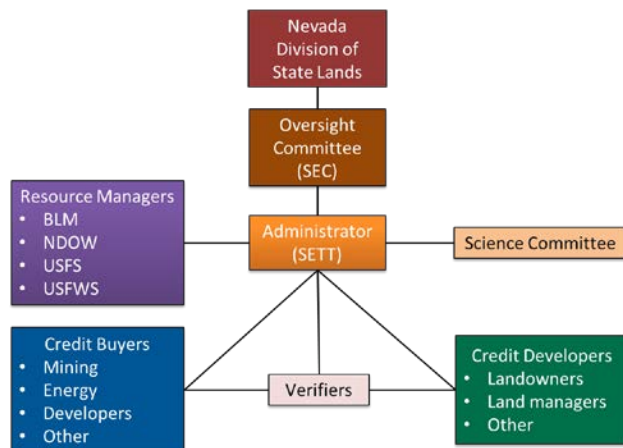 Nevada
Division of
State Lands
Oversight
Committee
(SEC)
Resource Managers
• BLM
• NDOW
• USFS
• USFWS
Administrator
(SETT)
Science Committee
Credit Buyers
• Mining
• Energy
• Developers
• Other
Verifiers
Credit Developers
• Landowners
• Land managers
• Other